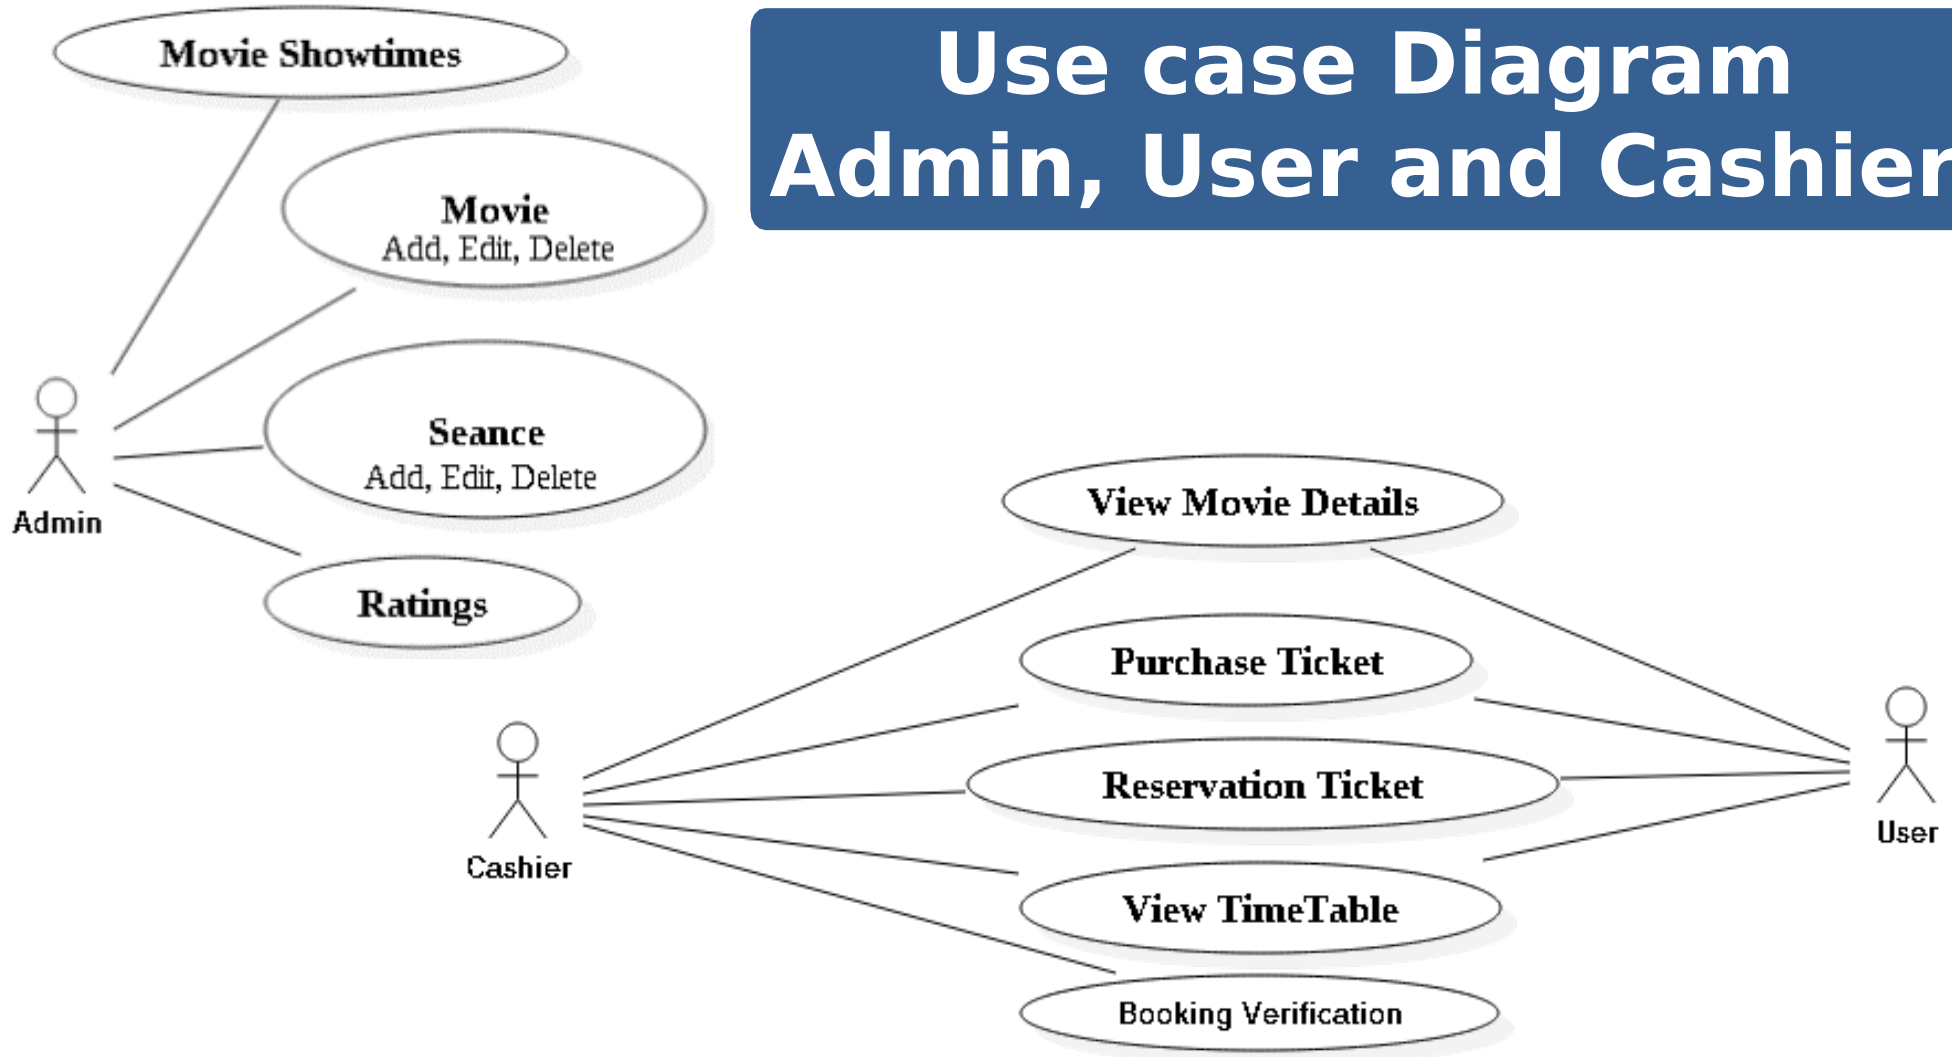 Movie Showtimes
Use case Diagram
Admin, User and Cashier
Movie
Add, Edit, Delete
Seance
Add, Edit, Delete
Admin
Ratings
View Movie Details
Purchase Ticket
Reservation Ticket
User
Cashier
View TimeTable
Booking Verification